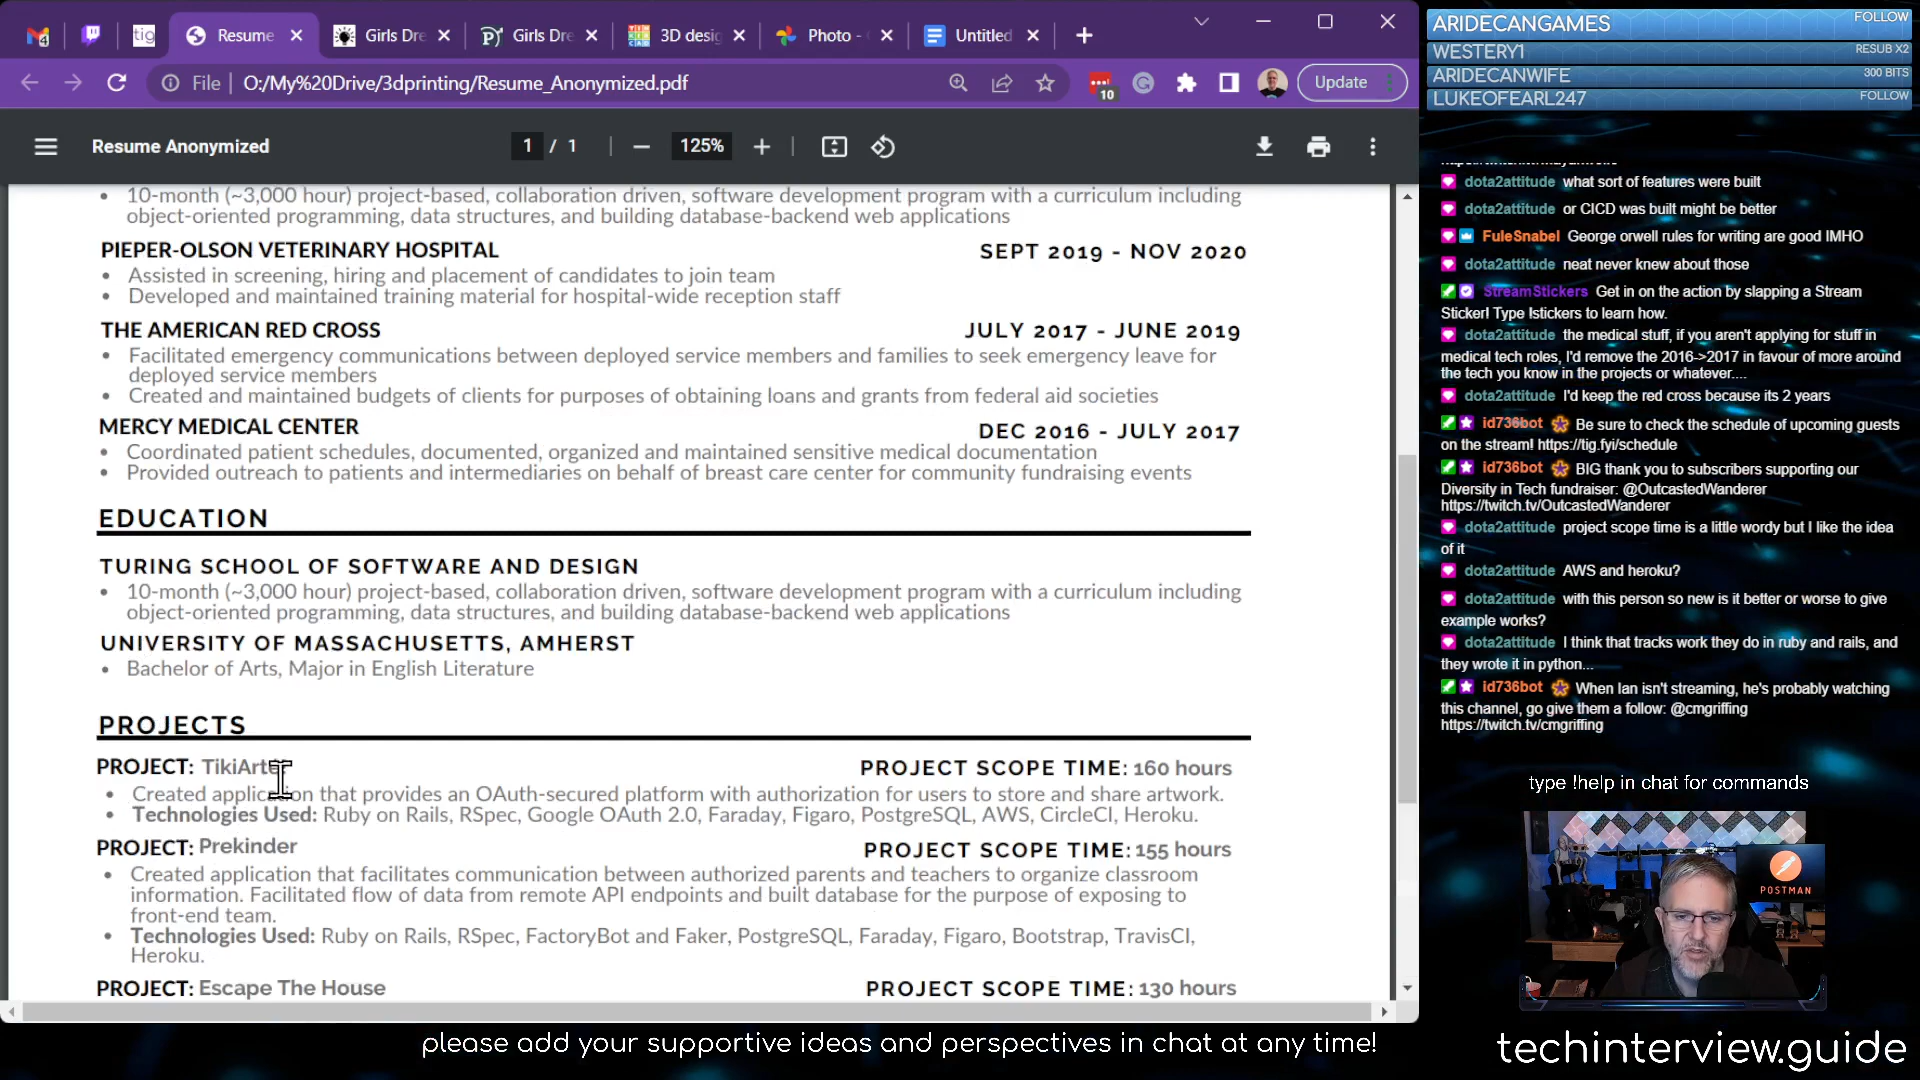 Resume
Girls Dre
Girls Dre
3D desig
Photo -
Untitled
tig
File
O:/My%20Drive/3dprinting/Resume_Anonymized.pdf
10
Update
Resume Anonymized
1 / 1
125%
• 10-month (~3,000 hour) project-based, collaboration driven, software development program with a curriculum including
object-oriented programming, data structures, and building database-backend web applications
PIEPER-OLSON VETERINARY HOSPITAL
SEPT 2019 - NOV 2020
• Assisted in screening, hiring and placement of candidates to join team
• Developed and maintained training material for hospital-wide reception staff
THE AMERICAN RED CROSS
JULY 2017 - JUNE 2019
• Facilitated emergency communications between deployed service members and families to seek emergency leave for
deployed service members
• Created and maintained budgets of clients for purposes of obtaining loans and grants from federal aid societies
MERCY MEDICAL CENTER
DEC 2016 - JULY 2017
• Coordinated patient schedules, documented, organized and maintained sensitive medical documentation
• Provided outreach to patients and intermediaries on behalf of breast care center for community fundraising events
EDUCATION
TURING SCHOOL OF SOFTWARE AND DESIGN
• 10-month (~3,000 hour) project-based, collaboration driven, software development program with a curriculum including
object-oriented programming, data structures, and building database-backend web applications
UNIVERSITY OF MASSACHUSETTS, AMHERST
• Bachelor of Arts, Major in English Literature
PROJECTS
PROJECT:
PROJECT SCOPE TIME: 160 hours
• Created application that provides an OAuth-secured platform with authorization for users to store and share artwork.
• Technologies Used: Ruby on Rails, RSpec, Google OAuth 2.0, Faraday, Figaro, PostgreSQL, AWS, CircleCI, Heroku.
PROJECT: Prekinder
PROJECT SCOPE TIME: 155 hours
• Created application that facilitates communication between authorized parents and teachers to organize classroom
information. Facilitated flow of data from remote API endpoints and built database for the purpose of exposing to
front-end team.
• Technologies Used: Ruby on Rails, RSpec, FactoryBot and Faker, PostgreSQL, Faraday, Figaro, Bootstrap, TravisCI,
Heroku.
PROJECT: Escape The House
PROJECT SCOPE TIME: 130 hours
please add your supportive ideas and perspectives in chat at any time!
ARIDECANGAMES FOLLOW
WESTERY1 RESUB X2
ARIDECANWIFE 300 BITS
LUKEOFEARL247 FOLLOW
dota2attitude what sort of features were built
dota2attitude or CICD was built might be better
FuleSnabel George orwell rules for writing are good IMHO
dota2attitude neat never knew about those
StreamStickers Get in on the action by slapping a Stream
Sticker! Type !stickers to learn how.
dota2attitude the medical stuff, if you aren't applying for stuff in
medical tech roles, I'd remove the 2016->2017 in favour of more around
the tech you know in the projects or whatever....
dota2attitude I'd keep the red cross because its 2 years
id736bot Be sure to check the schedule of upcoming guests
on the stream! https://tig.fyi/schedule
id736bot BIG thank you to subscribers supporting our
Diversity in Tech fundraiser: @OutcastedWanderer
https://twitch.tv/OutcastedWanderer
dota2attitude project scope time is a little wordy but I like the idea
of it
dota2attitude AWS and heroku?
dota2attitude with this person so new is it better or worse to give
example works?
dota2attitude I think that tracks work they do in ruby and rails, and
they wrote it in python...
id736bot When Ian isn't streaming, he's probably watching
this channel, go give them a follow: @cmgriffing
https://twitch.tv/cmgriffing
type !help in chat for commands
POSTMAN
techinterview.guide